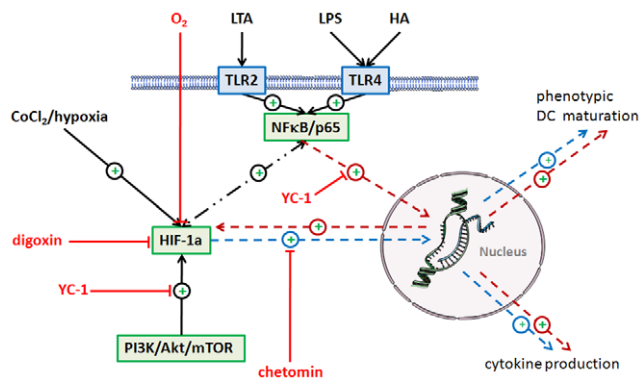 O2
LTA
LPS
HA
TLR2
TLR4
CoCl2/hypoxia
NFκB/p65
phenotypic
DC maturation
YC-1
digoxin
HIF-1a
Nucleus
YC-1
PI3K/Akt/mTOR
chetomin
cytokine production
+
+
+
+
+
+
+
+
+
+
+
+